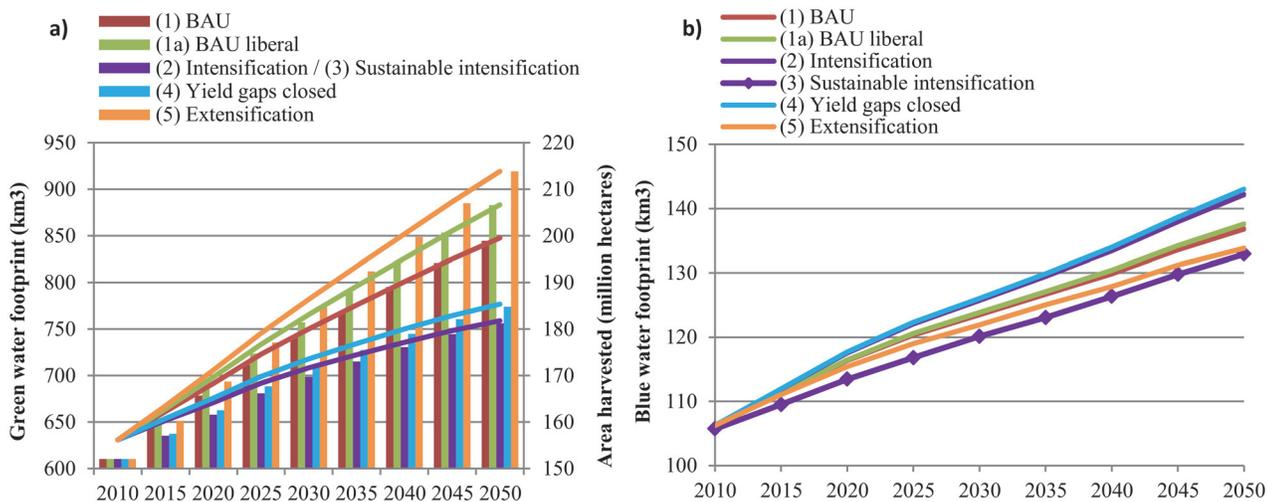 a)
(1) BAU
(1a) BAU liberal
(2) Intensification / (3) Sustainable intensification
(4) Yield gaps closed
(5) Extensification
Green water footprint (km3)
950
900
850
800
750
700
650
600
220
210
200
190
180
170
160
150
Area harvested (million hectares)
2010 2015 2020 2025 2030 2035 2040 2045 2050
b)
(1) BAU
(1a) BAU liberal
(2) Intensification
(3) Sustainable intensification
(4) Yield gaps closed
(5) Extensification
Blue water footprint (km3)
150
140
130
120
110
100
2010 2015 2020 2025 2030 2035 2040 2045 2050